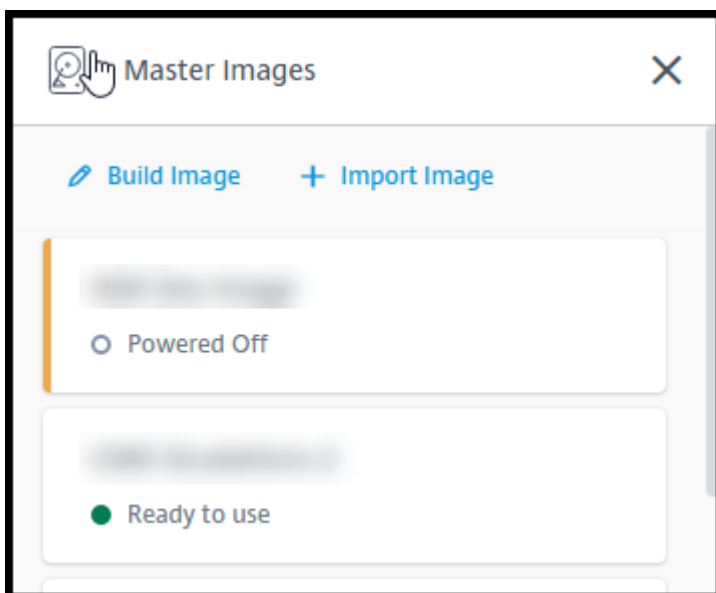 Master Images
Build Image
Import Image
Powered Off
Ready to use